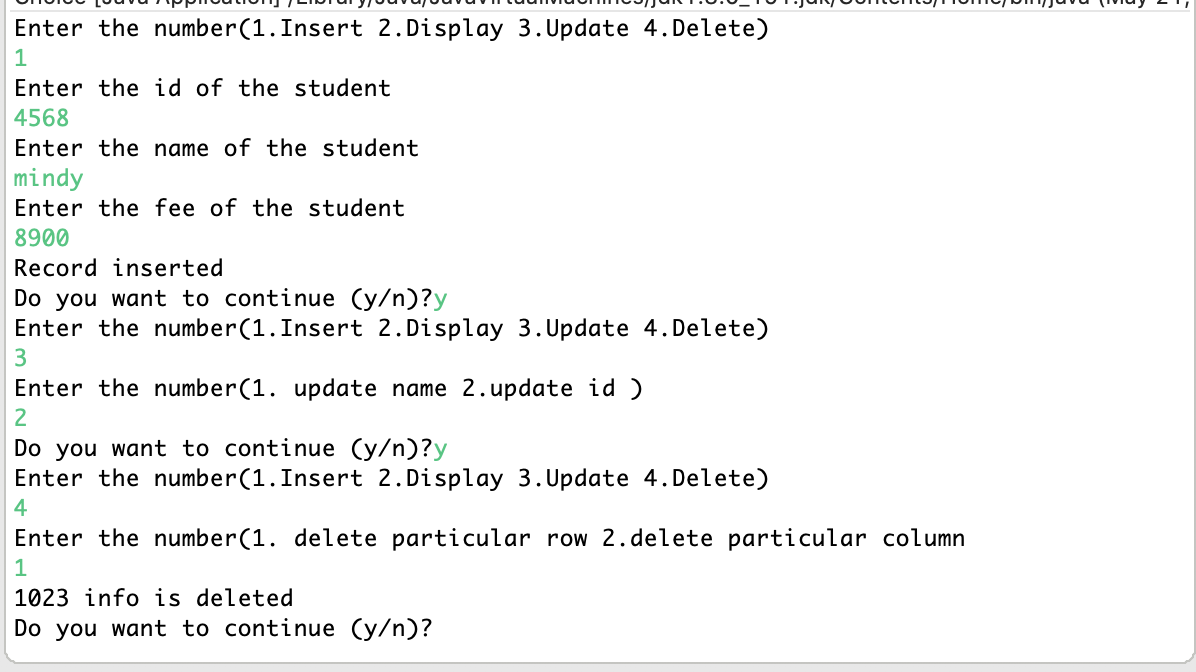 Enter the number(1.Insert 2.Display 3.Update 4.Delete)
1
Enter the id of the student
4568
Enter the name of the student
mindy
Enter the fee of the student
8900
Record inserted
Do you want to continue (y/n)?y
Enter the number(1.Insert 2.Display 3.Update 4.Delete)
3
Enter the number(1. update name 2.update id )
2
Do you want to continue (y/n)?y
Enter the number(1.Insert 2.Display 3.Update 4.Delete)
4
Enter the number(1. delete particular row 2.delete particular column
1
1023 info is deleted
Do you want to continue (y/n)?